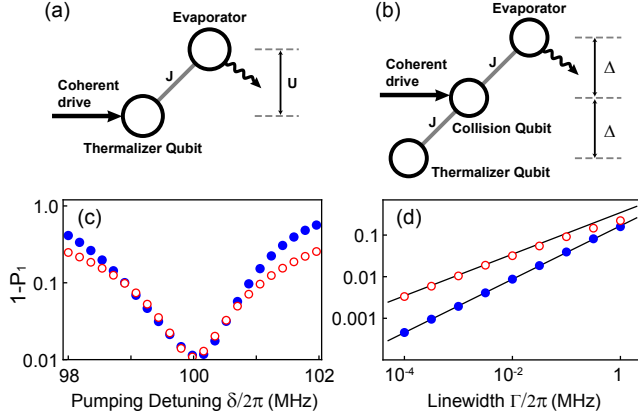 (a)
Evaporator
J
U
Coherent
drive
Thermalizer Qubit
(b)
Evaporator
J
Δ
Coherent
drive
Collision Qubit
J
Δ
Thermalizer Qubit
(c)
1-P₁
1.0
0.1
0.01
98 100 102
Pumping Detuning δ/2π (MHz)
(d)
0.1
0.01
0.001
10⁻⁴ 10⁻² 1
Linewidth Γ/2π (MHz)